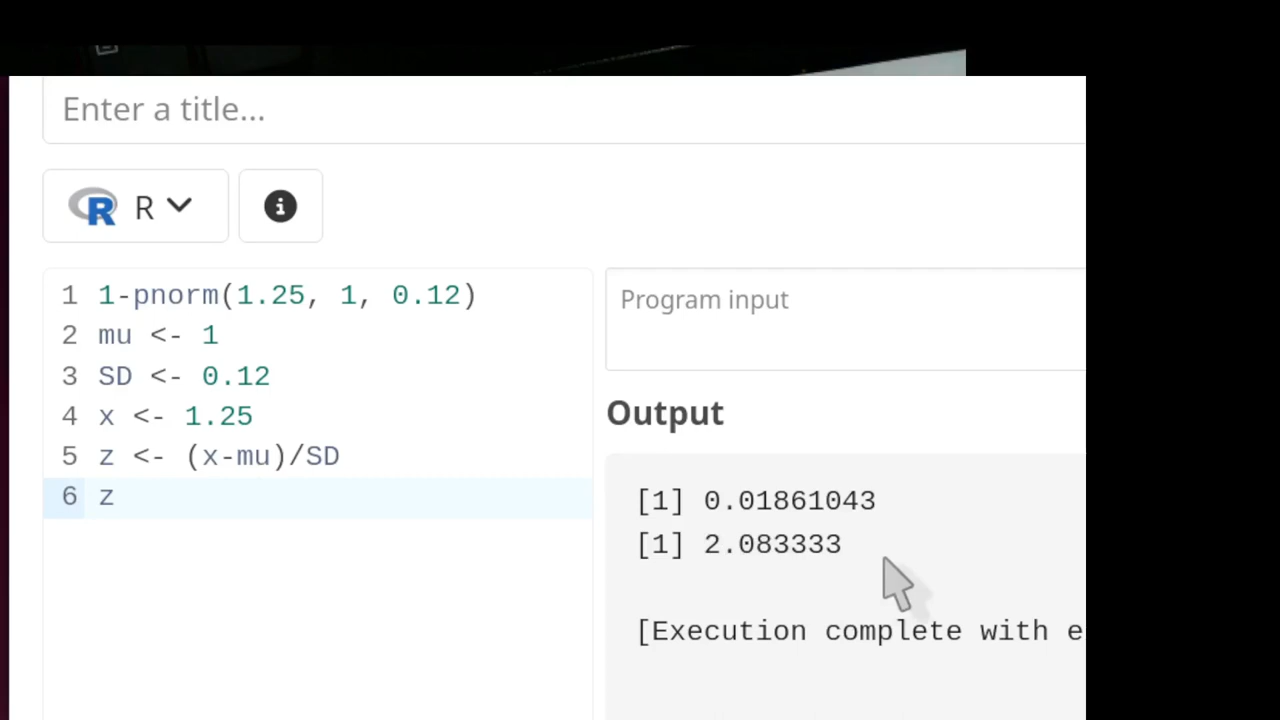 Enter a title...
R
1 1-pnorm(1.25, 1, 0.12)
2 mu <- 1
3 SD <- 0.12
4 x <- 1.25
5 z <- (x-mu)/SD
6 z
Program input
Output
[1] 0.01861043
[1] 2.083333
[Execution complete with e